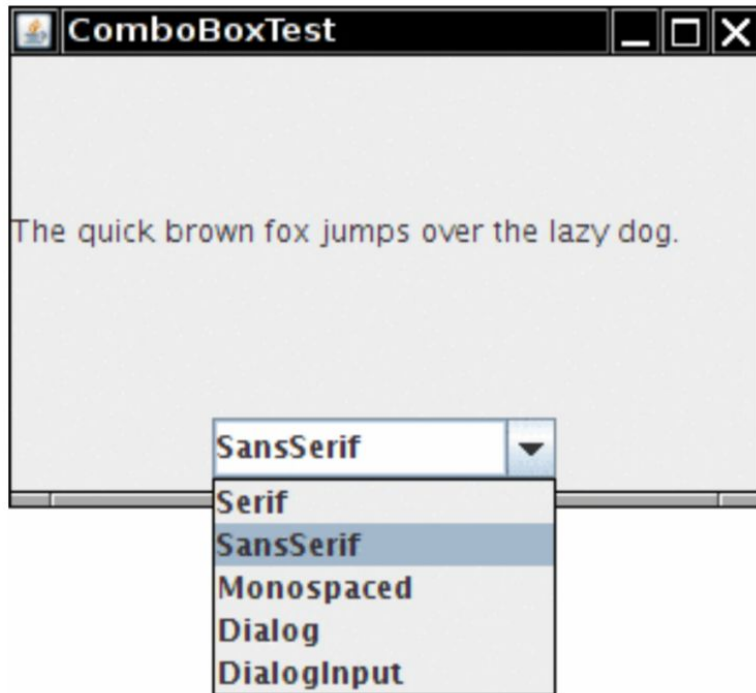 ComboBoxTest
The quick brown fox jumps over the lazy dog.
SansSerif
Serif
SansSerif
Monospaced
Dialog
DialogInput